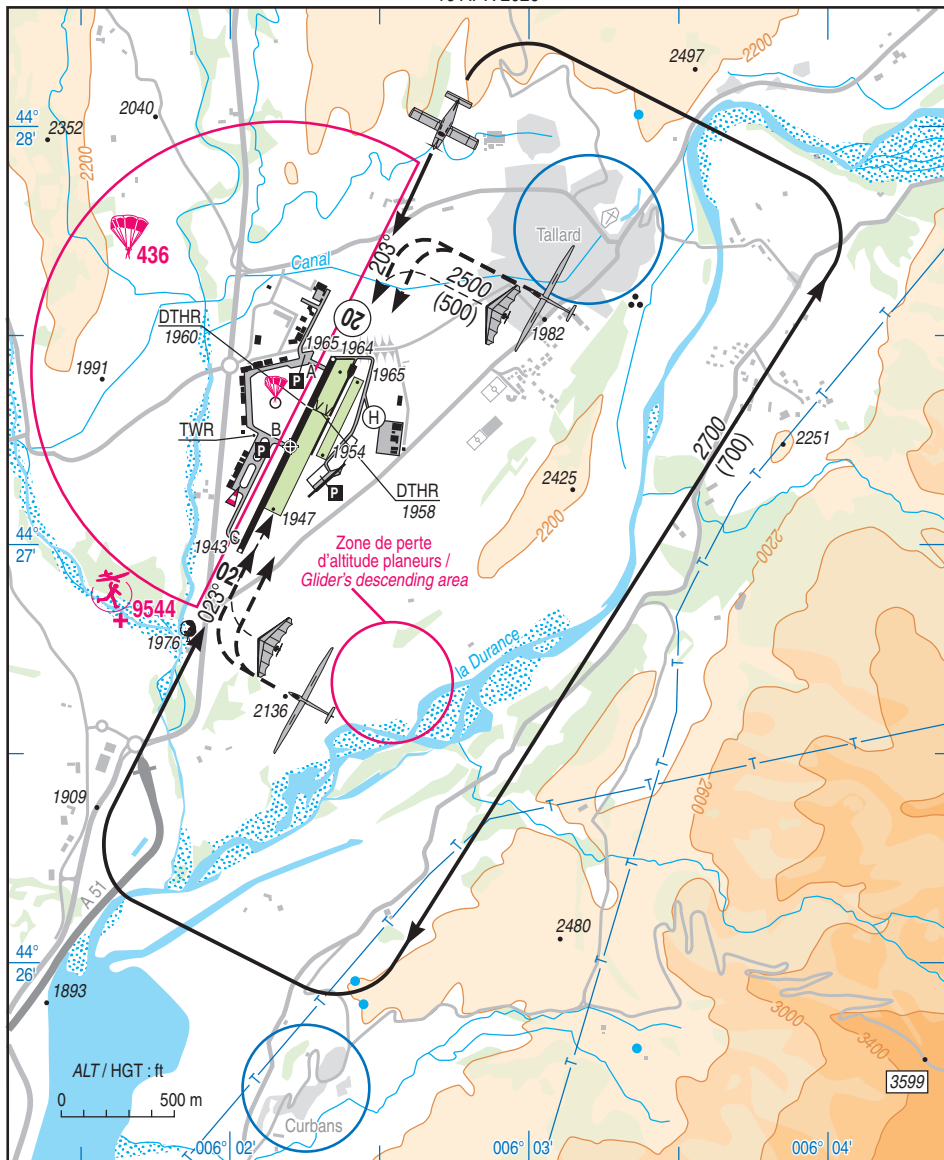 2497
2200
44°
28'
2040
2352
2200
436
Tallard
203°
Canal
2500
(500)
DTHR
1960
20
1982
1965
1964
A
1965
P
1991
H
TWR
B
P
1954
P
2700
(700)
2251
2425
2200
DTHR
1958
1947
44°
27'
1943
C
02
Zone de perte
d'altitude planeurs /
Glider's descending area
2200
023°
9544
1976
la Durance
2136
T
T
T
2600
T
1909
T
T
T
A 51
T
44°
26'
2480
T
1893
3000
3400
T
ALT / HGT : ft
3599
0
500 m
Curbans
T
006° 02'
006° 03'
006° 04'